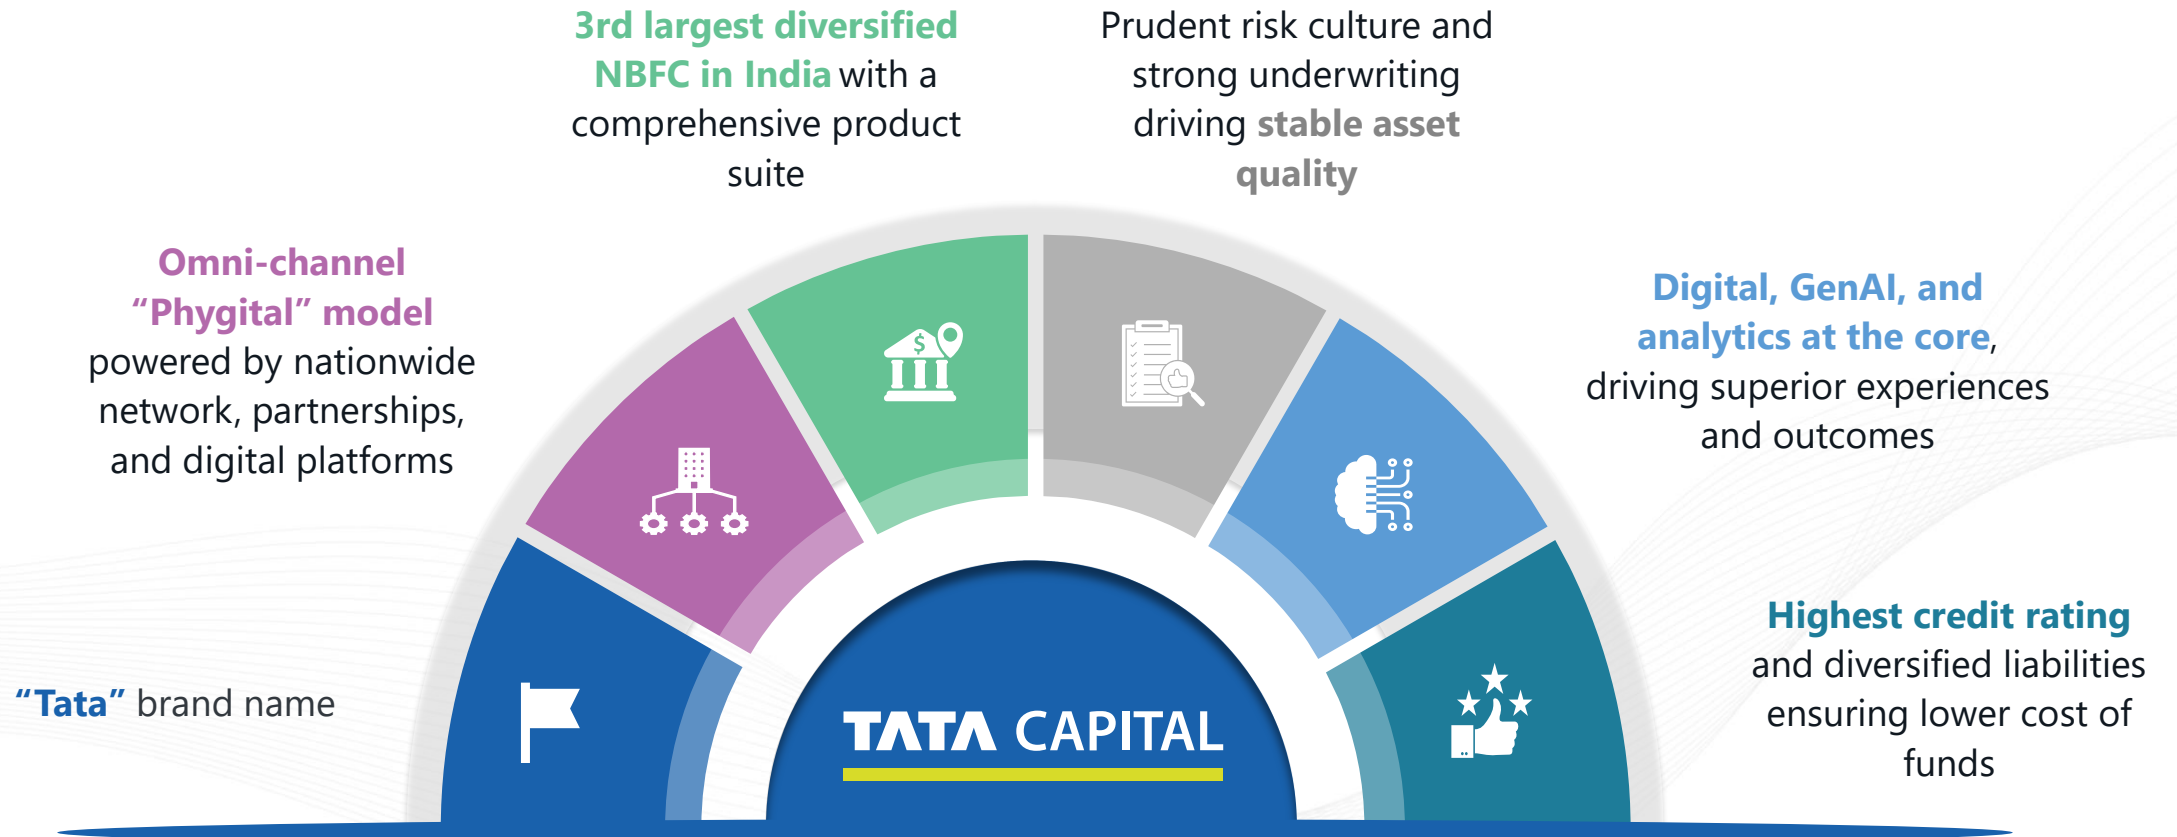 3rd largest diversified
NBFC in India with a
comprehensive product
suite
Prudent risk culture and
strong underwriting
driving stable asset
quality
Omni-channel
“Phygital” model
powered by nationwide
network, partnerships,
and digital platforms
Digital, GenAI, and
analytics at the core,
driving superior experiences
and outcomes
“Tata” brand name
Highest credit rating
and diversified liabilities
ensuring lower cost of
funds
$
TATA CAPITAL